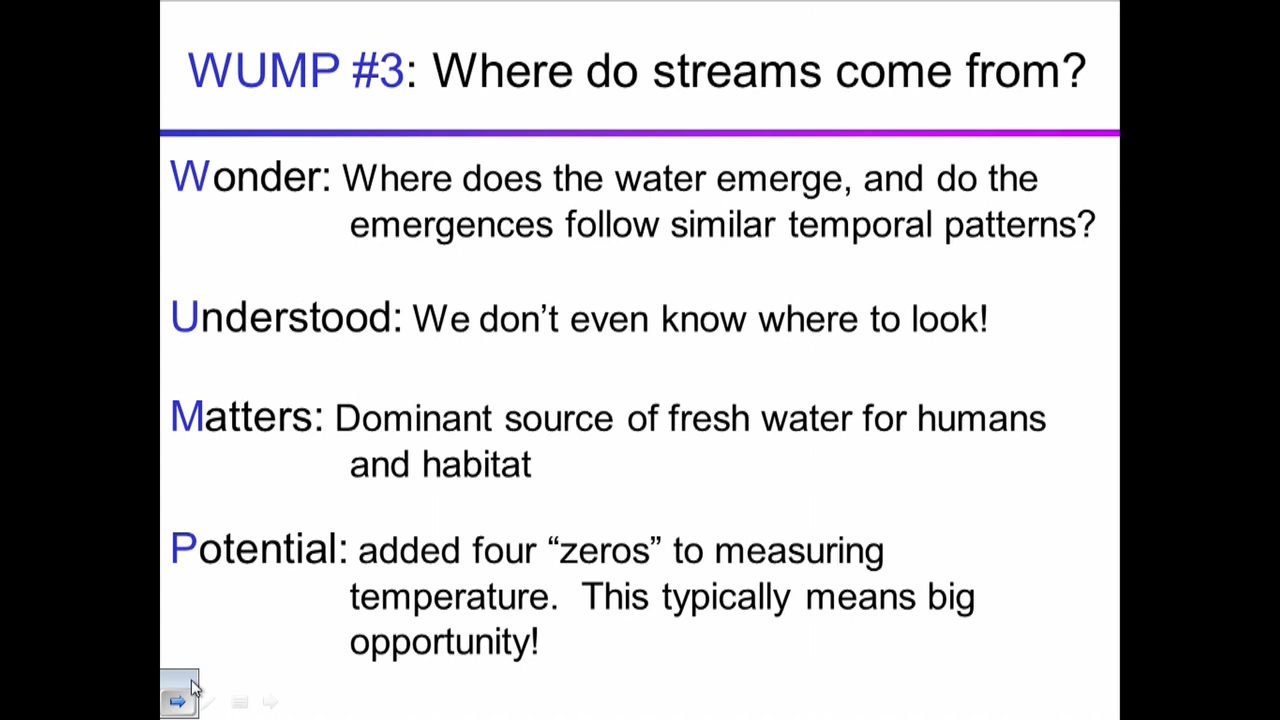 WUMP #3: Where do streams come from?
Wonder: Where does the water emerge, and do the
emergences follow similar temporal patterns?
Understood: We don’t even know where to look!
Matters: Dominant source of fresh water for humans
and habitat
Potential: added four “zeros” to measuring
temperature.  This typically means big
opportunity!